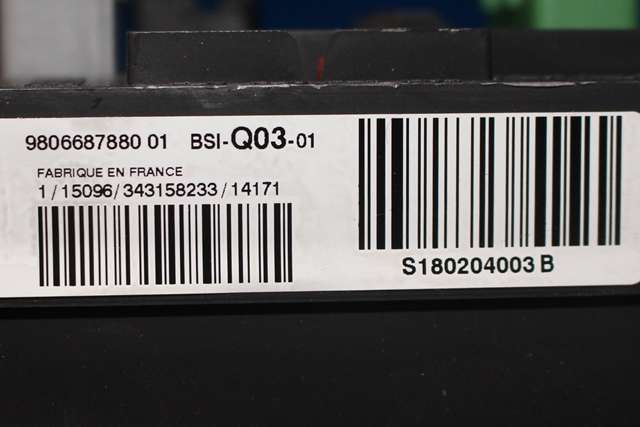 9806687880 01 BSI-Q03-01
FABRIQUE EN FRANCE
1/15096/343158233/14171
S180204003 B